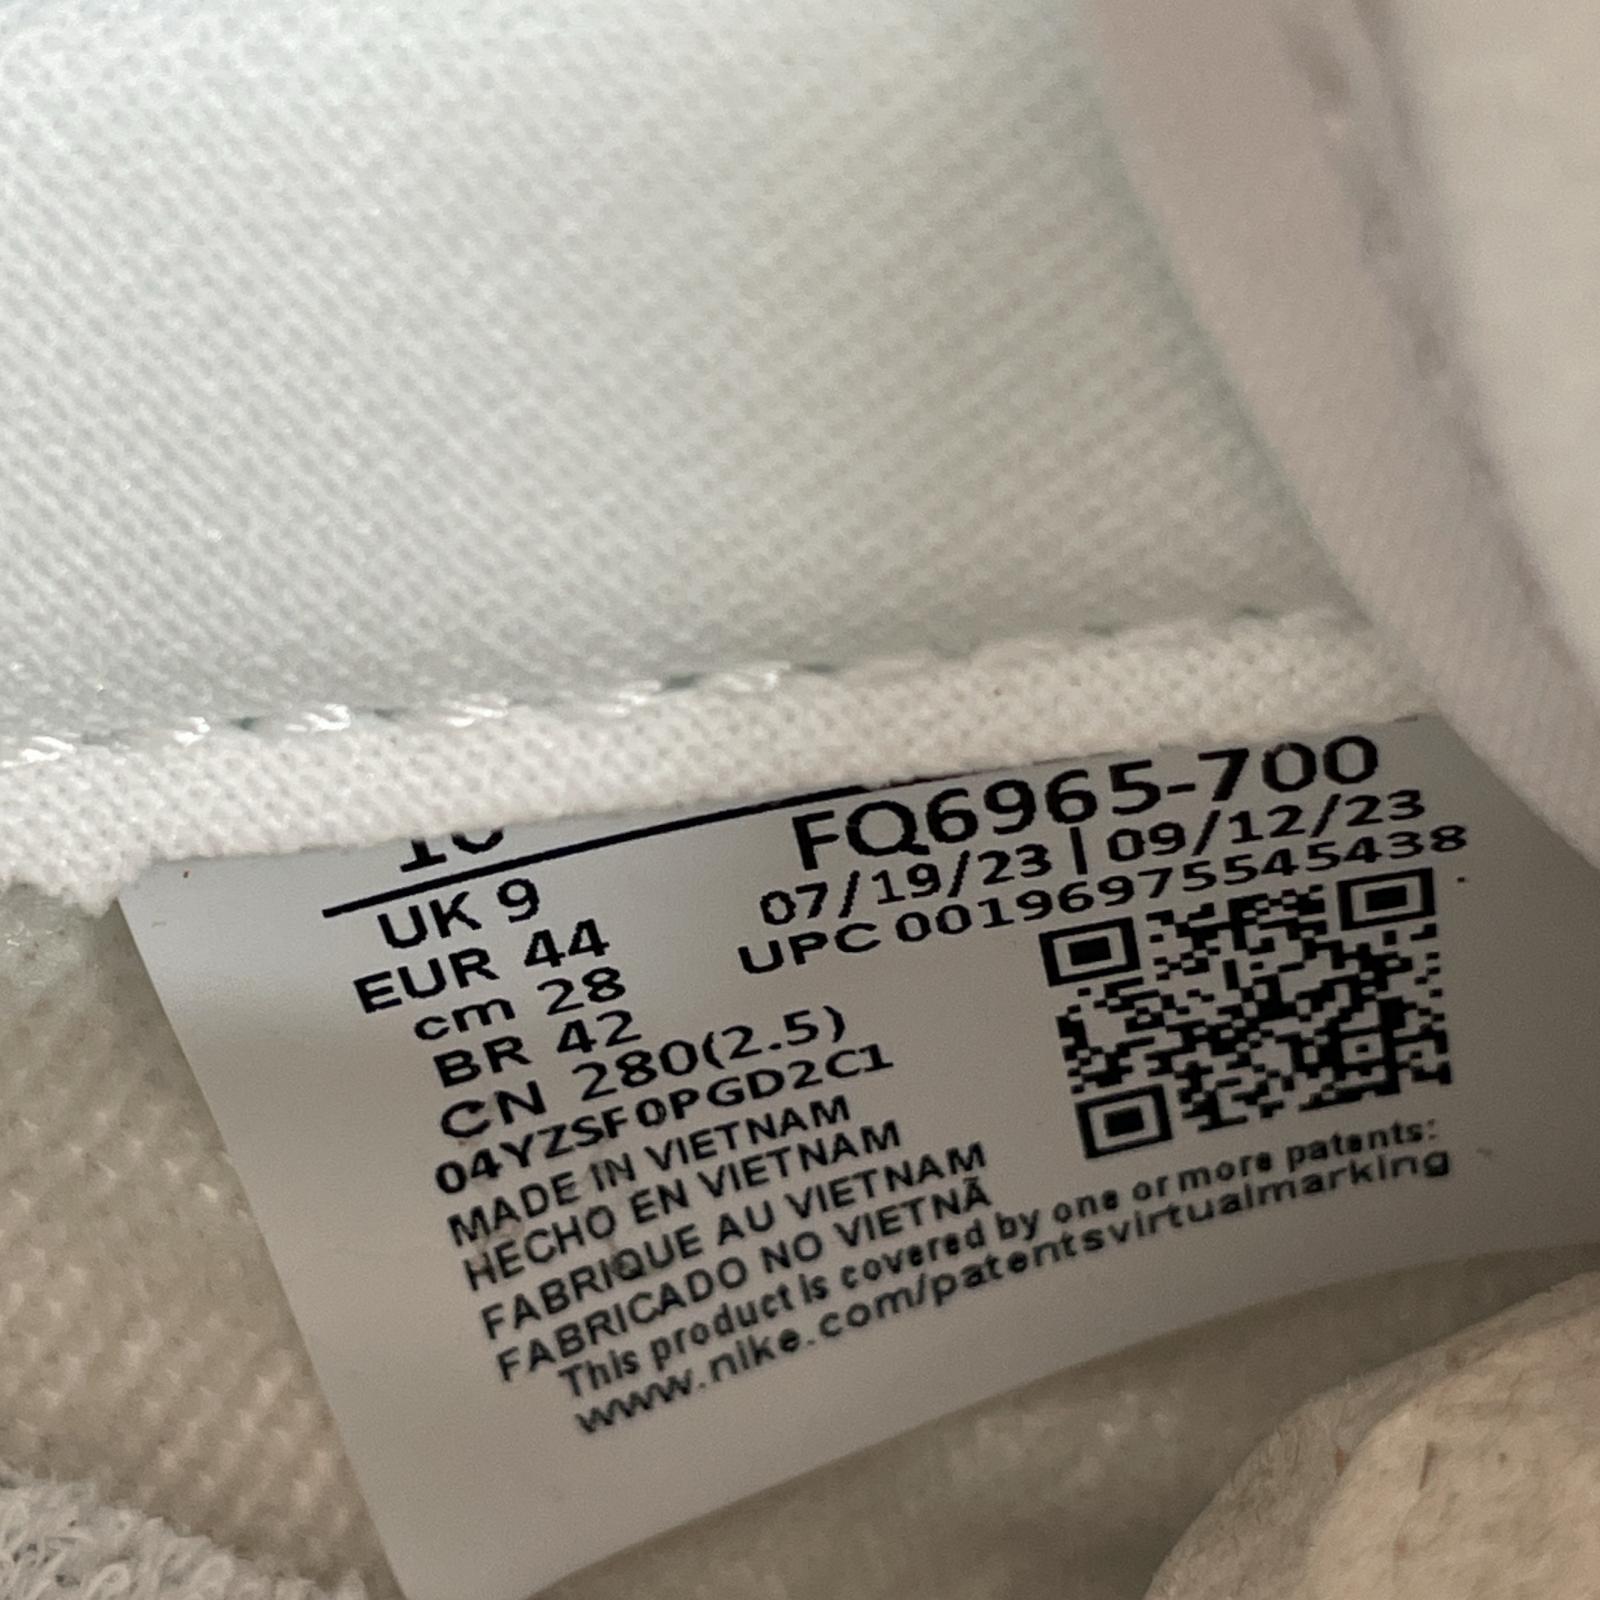 10
FQ6965-700
07/19/23 | 09/12/23
UPC 00196975545438
UK 9
EUR 44
cm 28
BR 42
CN 280(2.5)
04YZSF0PGD2C1
MADE IN VIETNAM
HECHO EN VIETNAM
FABRIQUE AU VIETNAM
FABRICADO NO VIETNÃ
This product is covered by one or more patents:
www.nike.com/patentsvirtualmarking